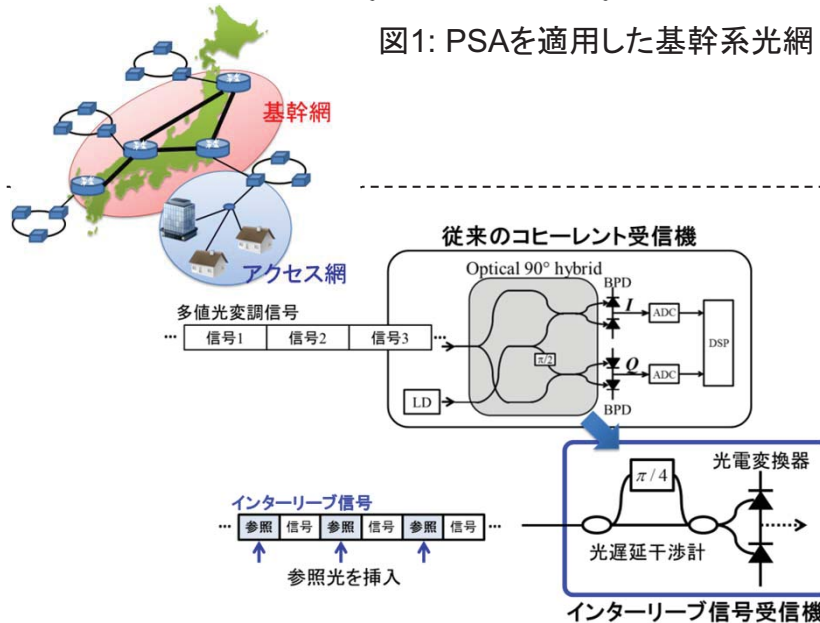 図1: PSAを適用した基幹系光網
基幹網
アクセス網
従来のコヒーレント受信機
Optical 90° hybrid
BPD
多値光変調信号
I
ADC
... 信号1 信号2 信号3 ...
DSP
π/2
Q
ADC
LD
BPD
光電変換器
π/4
インターリーブ信号
... 参照 信号 参照 信号 参照 信号 ...
光遅延干渉計
参照光を挿入
インターリーブ信号受信機